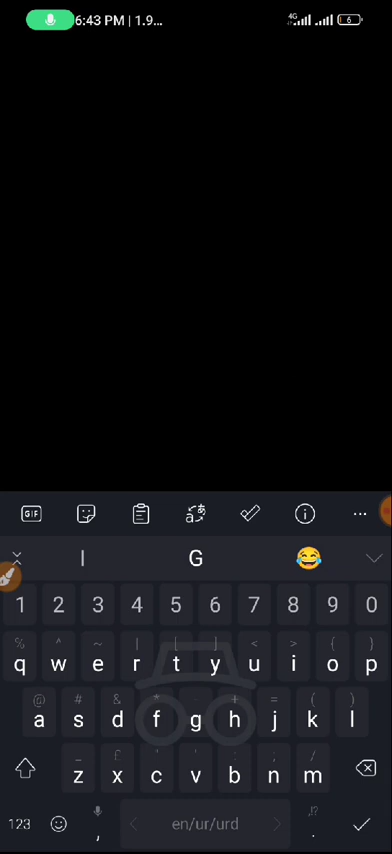 6:43 PM | 1.9...
4G
6
GIF
...
I G 😂
1 2 3 4 5 6 7 8 9 0
% ^ ~ | [ ] < > { }
q w e r t y u i o p
@ # & * - + = ( )
a s d f g h j k l
_ £ " ' : ; /
z x c v b n m
,!?
123 , en/ur/urd .